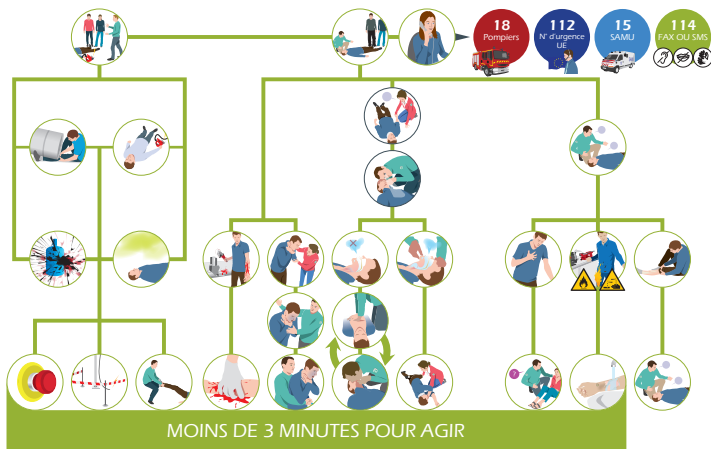 18
Pompiers
112
N° d'urgence
UE
15
SAMU
114
FAX OU SMS
?
MOINS DE 3 MINUTES POUR AGIR